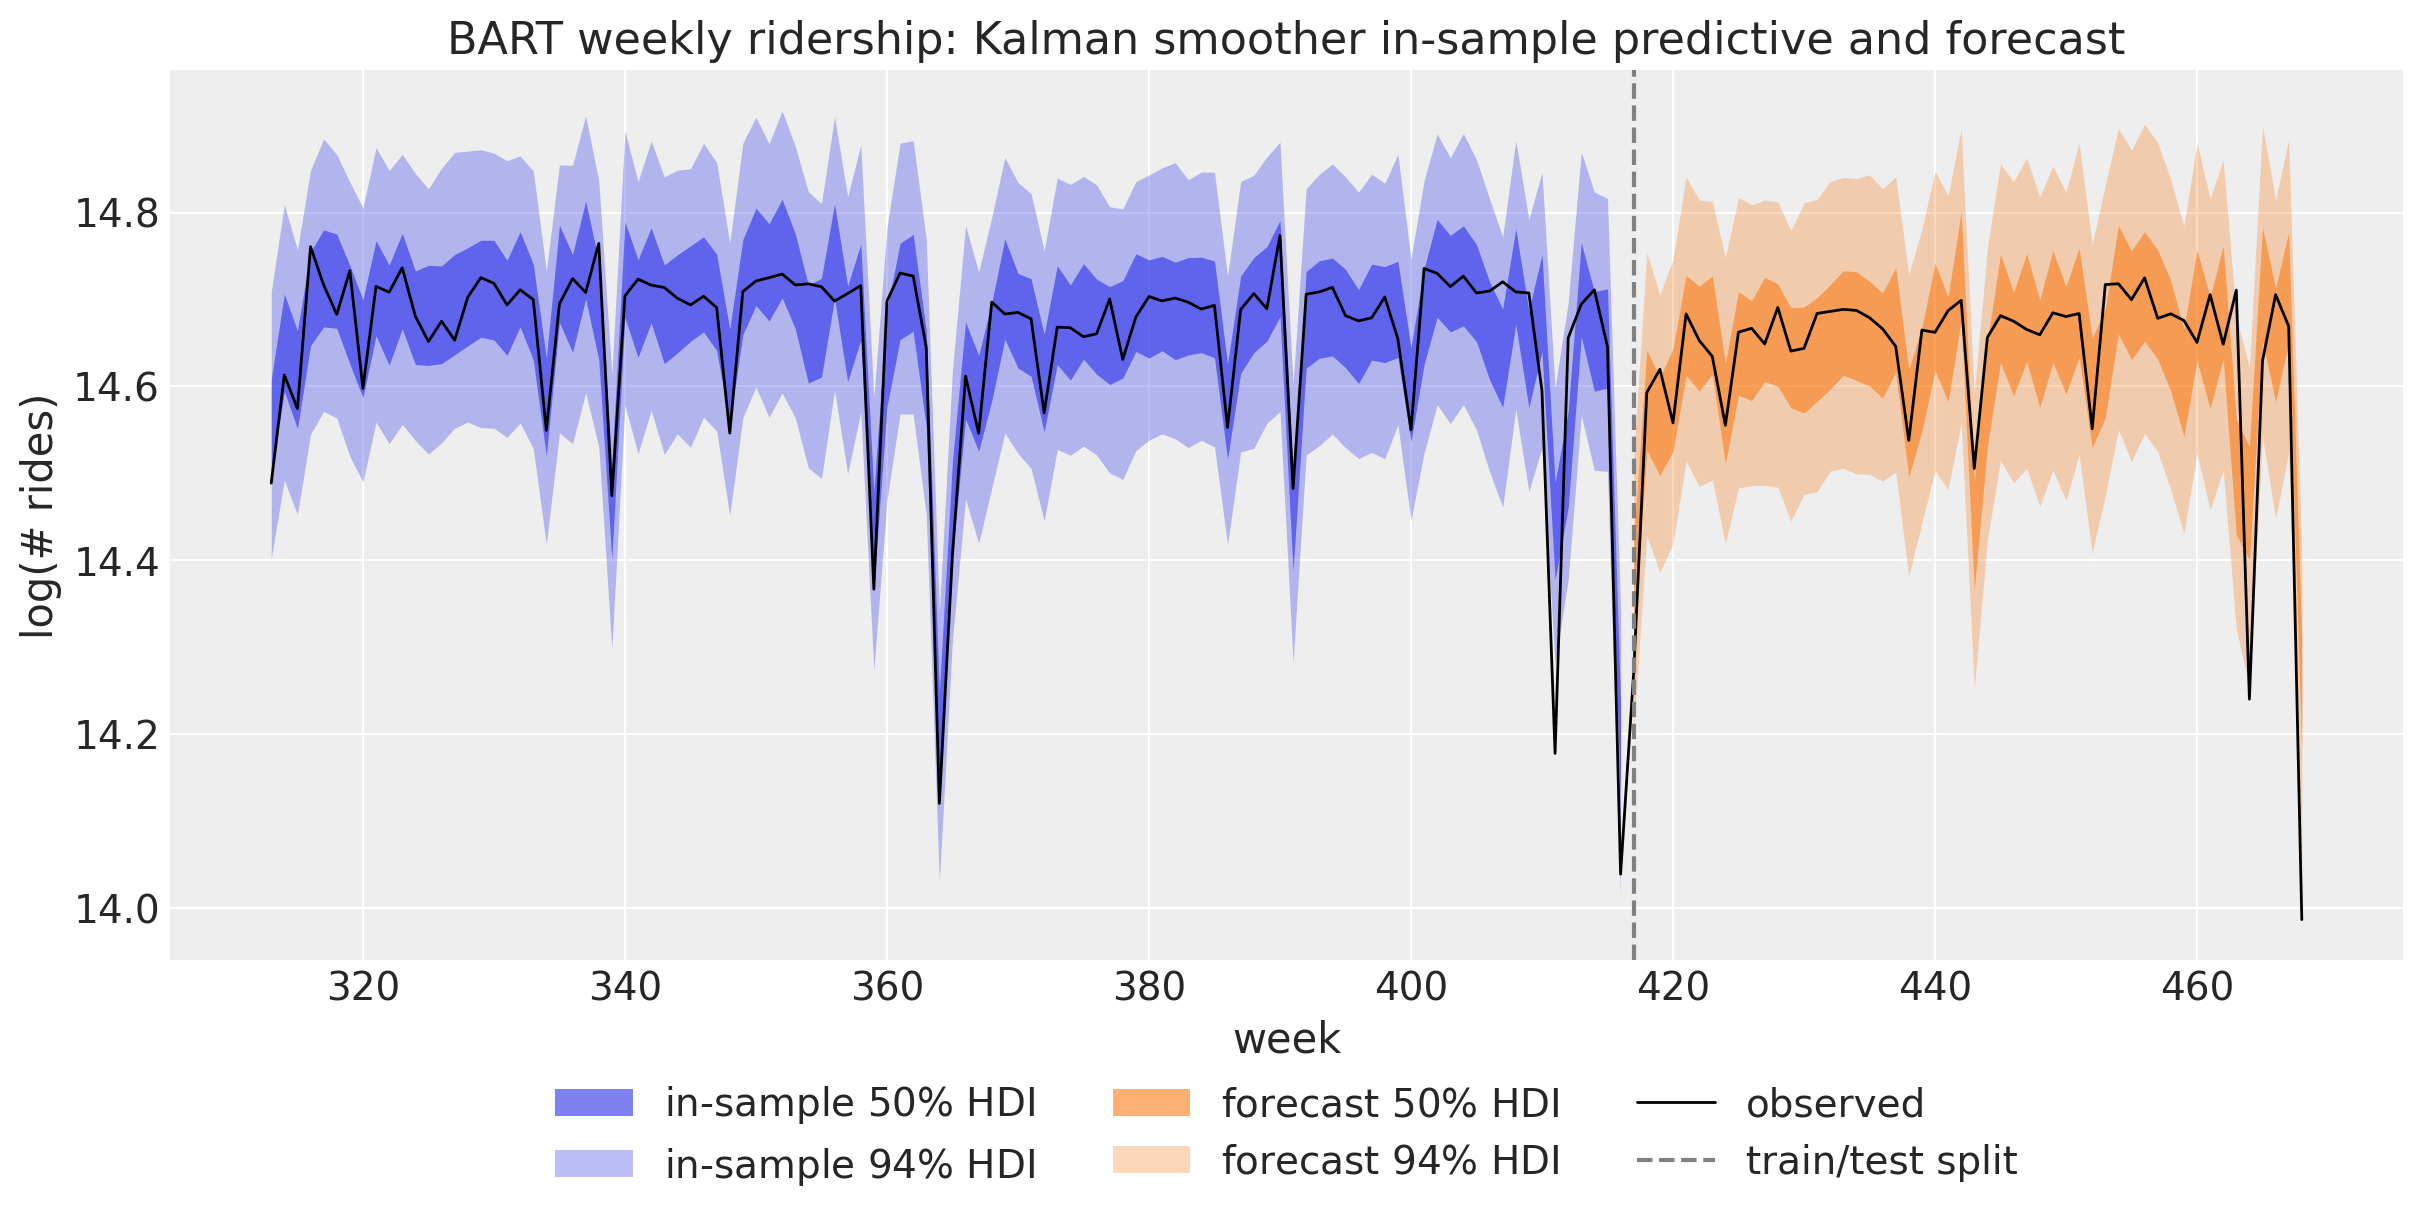 BART weekly ridership: Kalman smoother in-sample predictive and forecast
log(# rides)
14.8
14.6
14.4
14.2
14.0
320 340 360 380 400 420 440 460
week
in-sample 50% HDI forecast 50% HDI observed
in-sample 94% HDI forecast 94% HDI train/test split